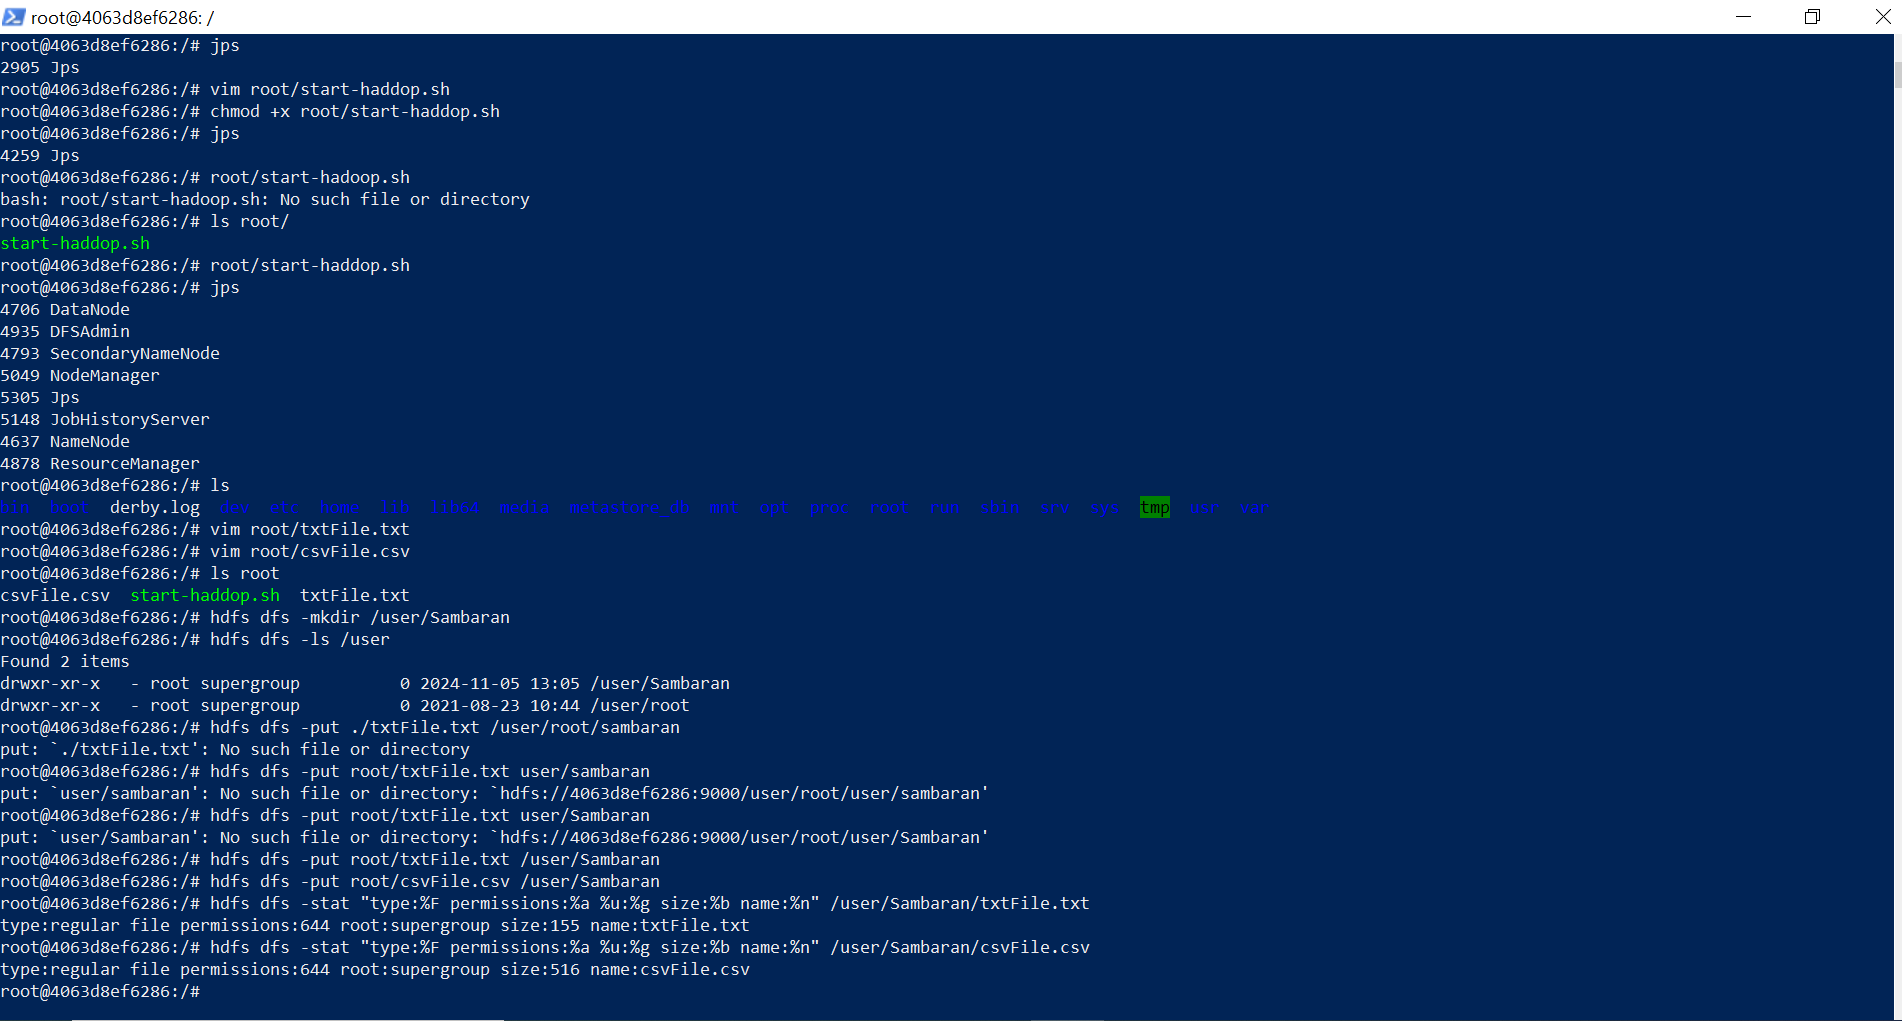 root@4063d8ef6286: /
root@4063d8ef6286:/# jps
2905 Jps
root@4063d8ef6286:/# vim root/start-haddop.sh
root@4063d8ef6286:/# chmod +x root/start-haddop.sh
root@4063d8ef6286:/# jps
4259 Jps
root@4063d8ef6286:/# root/start-hadoop.sh
bash: root/start-hadoop.sh: No such file or directory
root@4063d8ef6286:/# ls root/
start-haddop.sh
root@4063d8ef6286:/# root/start-haddop.sh
root@4063d8ef6286:/# jps
4706 DataNode
4935 DFSAdmin
4793 SecondaryNameNode
5049 NodeManager
5305 Jps
5148 JobHistoryServer
4637 NameNode
4878 ResourceManager
root@4063d8ef6286:/# ls
bin  boot  derby.log  dev  etc  home  lib  lib64  media  metastore_db  mnt  opt  proc  root  run  sbin  srv  sys  tmp  usr  var
root@4063d8ef6286:/# vim root/txtFile.txt
root@4063d8ef6286:/# vim root/csvFile.csv
root@4063d8ef6286:/# ls root
csvFile.csv  start-haddop.sh  txtFile.txt
root@4063d8ef6286:/# hdfs dfs -mkdir /user/Sambaran
root@4063d8ef6286:/# hdfs dfs -ls /user
Found 2 items
drwxr-xr-x   - root supergroup          0 2024-11-05 13:05 /user/Sambaran
drwxr-xr-x   - root supergroup          0 2021-08-23 10:44 /user/root
root@4063d8ef6286:/# hdfs dfs -put ./txtFile.txt /user/root/sambaran
put: `./txtFile.txt': No such file or directory
root@4063d8ef6286:/# hdfs dfs -put root/txtFile.txt user/sambaran
put: `user/sambaran': No such file or directory: `hdfs://4063d8ef6286:9000/user/root/user/sambaran'
root@4063d8ef6286:/# hdfs dfs -put root/txtFile.txt user/Sambaran
put: `user/Sambaran': No such file or directory: `hdfs://4063d8ef6286:9000/user/root/user/Sambaran'
root@4063d8ef6286:/# hdfs dfs -put root/txtFile.txt /user/Sambaran
root@4063d8ef6286:/# hdfs dfs -put root/csvFile.csv /user/Sambaran
root@4063d8ef6286:/# hdfs dfs -stat "type:%F permissions:%a %u:%g size:%b name:%n" /user/Sambaran/txtFile.txt
type:regular file permissions:644 root:supergroup size:155 name:txtFile.txt
root@4063d8ef6286:/# hdfs dfs -stat "type:%F permissions:%a %u:%g size:%b name:%n" /user/Sambaran/csvFile.csv
type:regular file permissions:644 root:supergroup size:516 name:csvFile.csv
root@4063d8ef6286:/#